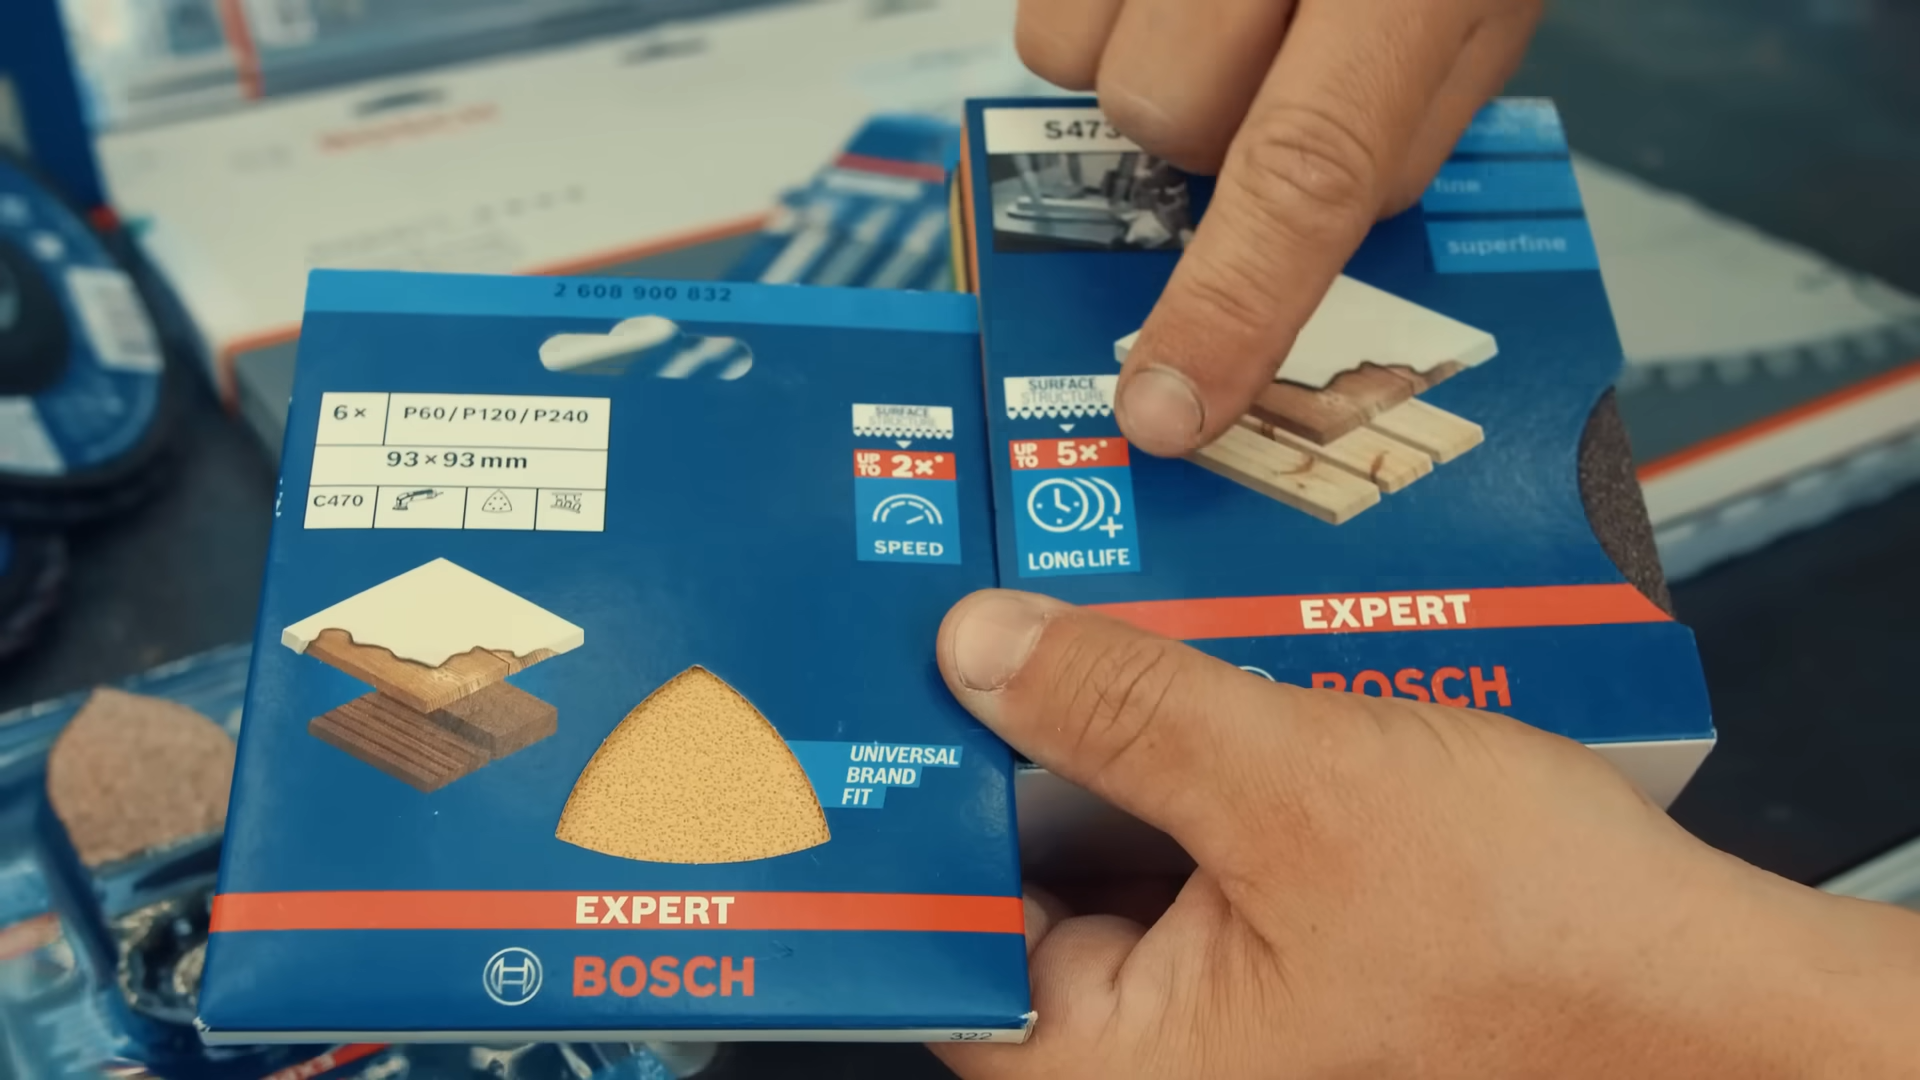 2 608 900 832
6× P60/P120/P240
93×93 mm
C470
SURFACE
STRUCTURE
UP TO 2×*
SPEED
UNIVERSAL
BRAND
FIT
EXPERT
BOSCH
322
S473
fine
superfine
SURFACE
STRUCTURE
UP TO 5×*
LONG LIFE
EXPERT
BOSCH